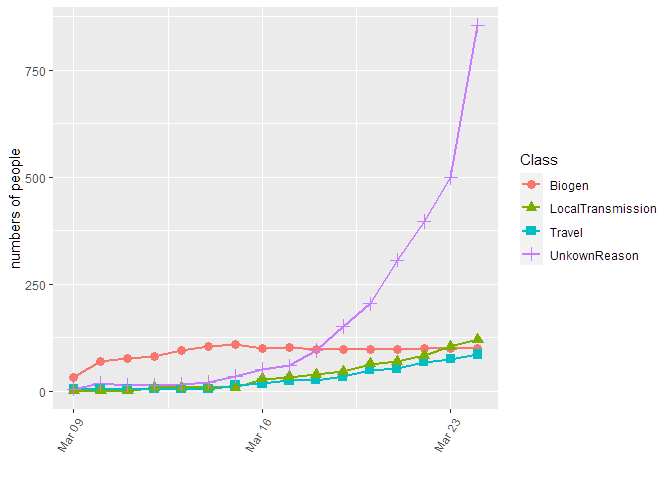 numbers of people
750
500
250
0
Mar 09
Mar 16
Mar 23
Class
Biogen
LocalTransmission
Travel
UnkownReason